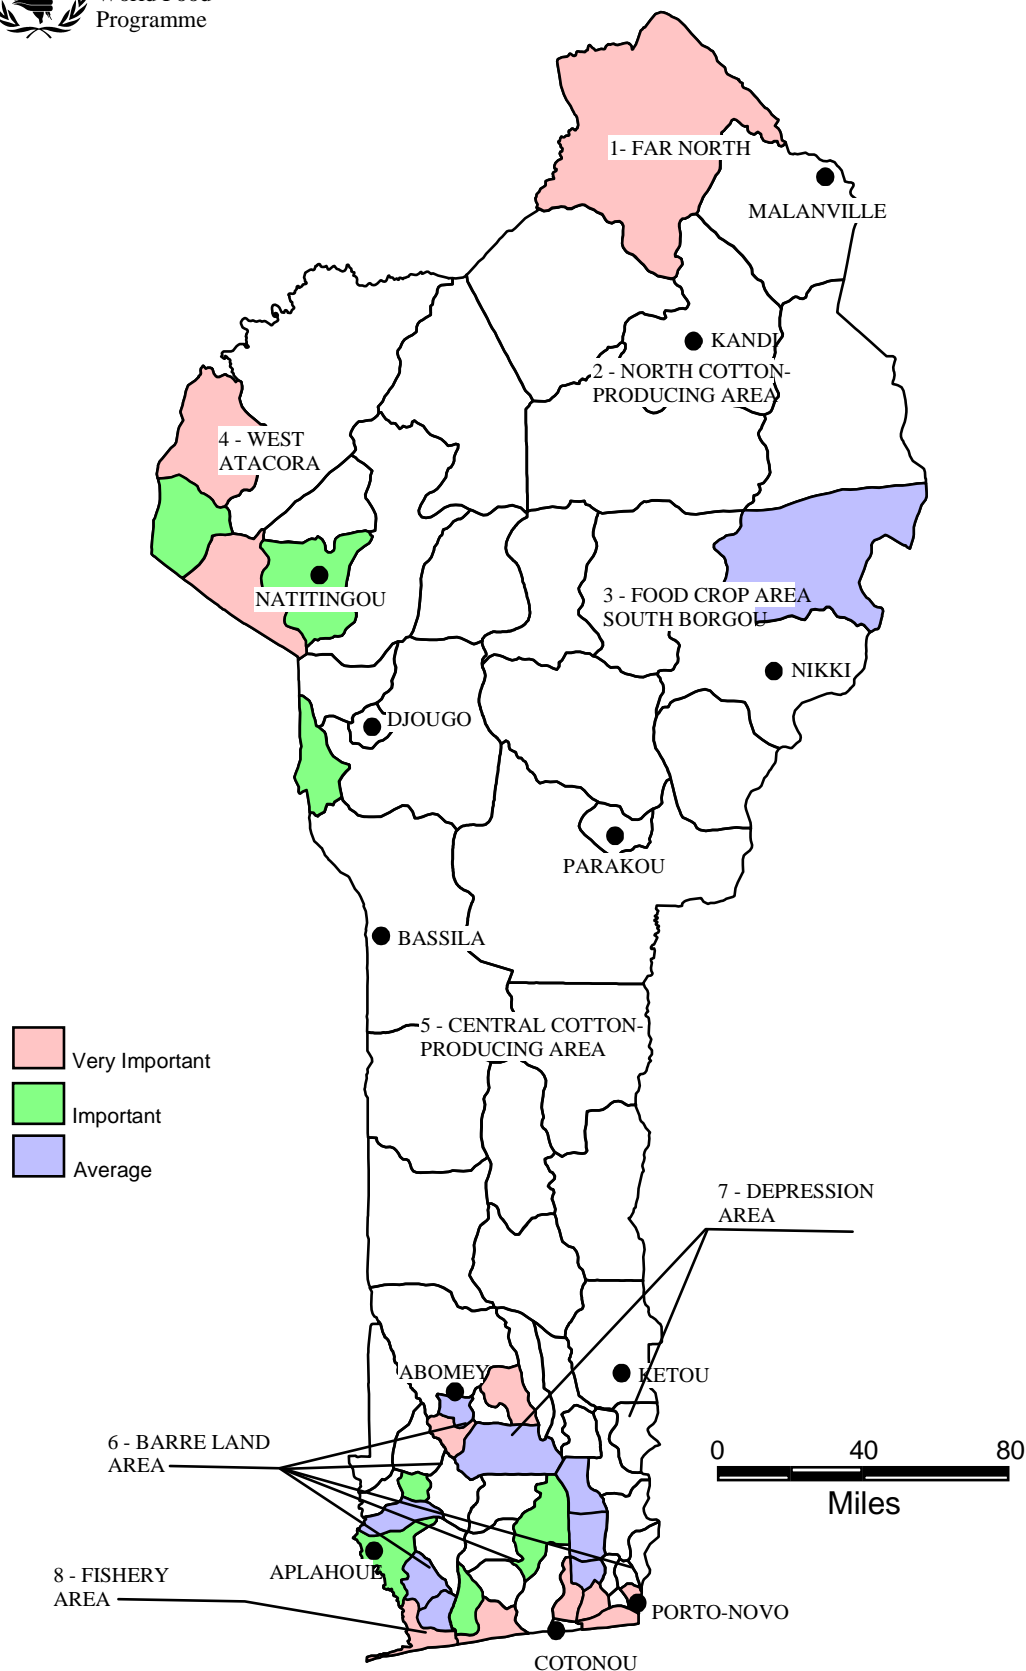 World Food
Programme
1- FAR NORTH
MALANVILLE
KANDI
2 - NORTH COTTON-
PRODUCING AREA
4 - WEST
ATACORA
NATITINGOU
3 - FOOD CROP AREA
SOUTH BORGOU
NIKKI
DJOUGO
PARAKOU
BASSILA
5 - CENTRAL COTTON-
PRODUCING AREA
Very Important
Important
Average
7 - DEPRESSION
AREA
ABOMEY
KETOU
6 - BARRE LAND
AREA
0 40 80
Miles
APLAHOUE
8 - FISHERY
AREA
PORTO-NOVO
COTONOU